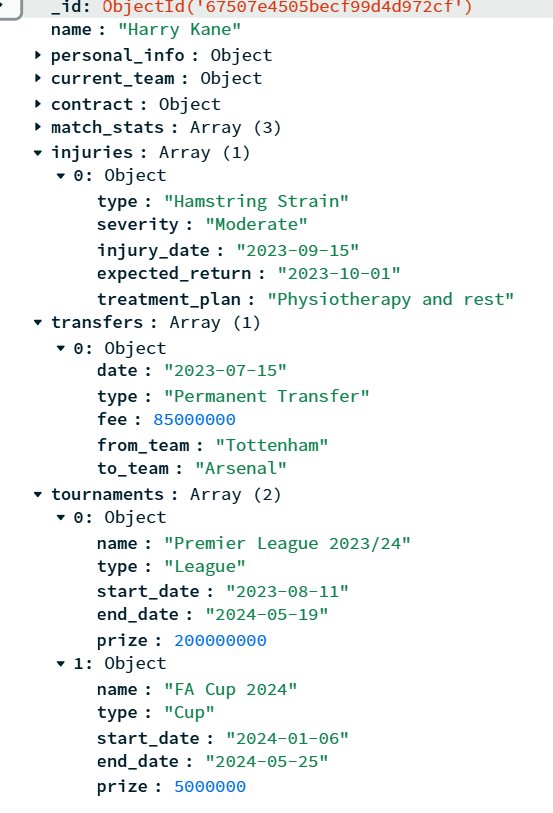 _id: ObjectId('67507e4505becf99d4d972cf')
name : "Harry Kane"
personal_info : Object
current_team : Object
contract : Object
match_stats : Array (3)
injuries : Array (1)
0: Object
type : "Hamstring Strain"
severity : "Moderate"
injury_date : "2023-09-15"
expected_return : "2023-10-01"
treatment_plan : "Physiotherapy and rest"
transfers : Array (1)
0: Object
date : "2023-07-15"
type : "Permanent Transfer"
fee : 85000000
from_team : "Tottenham"
to_team : "Arsenal"
tournaments : Array (2)
0: Object
name : "Premier League 2023/24"
type : "League"
start_date : "2023-08-11"
end_date : "2024-05-19"
prize : 200000000
1: Object
name : "FA Cup 2024"
type : "Cup"
start_date : "2024-01-06"
end_date : "2024-05-25"
prize : 5000000